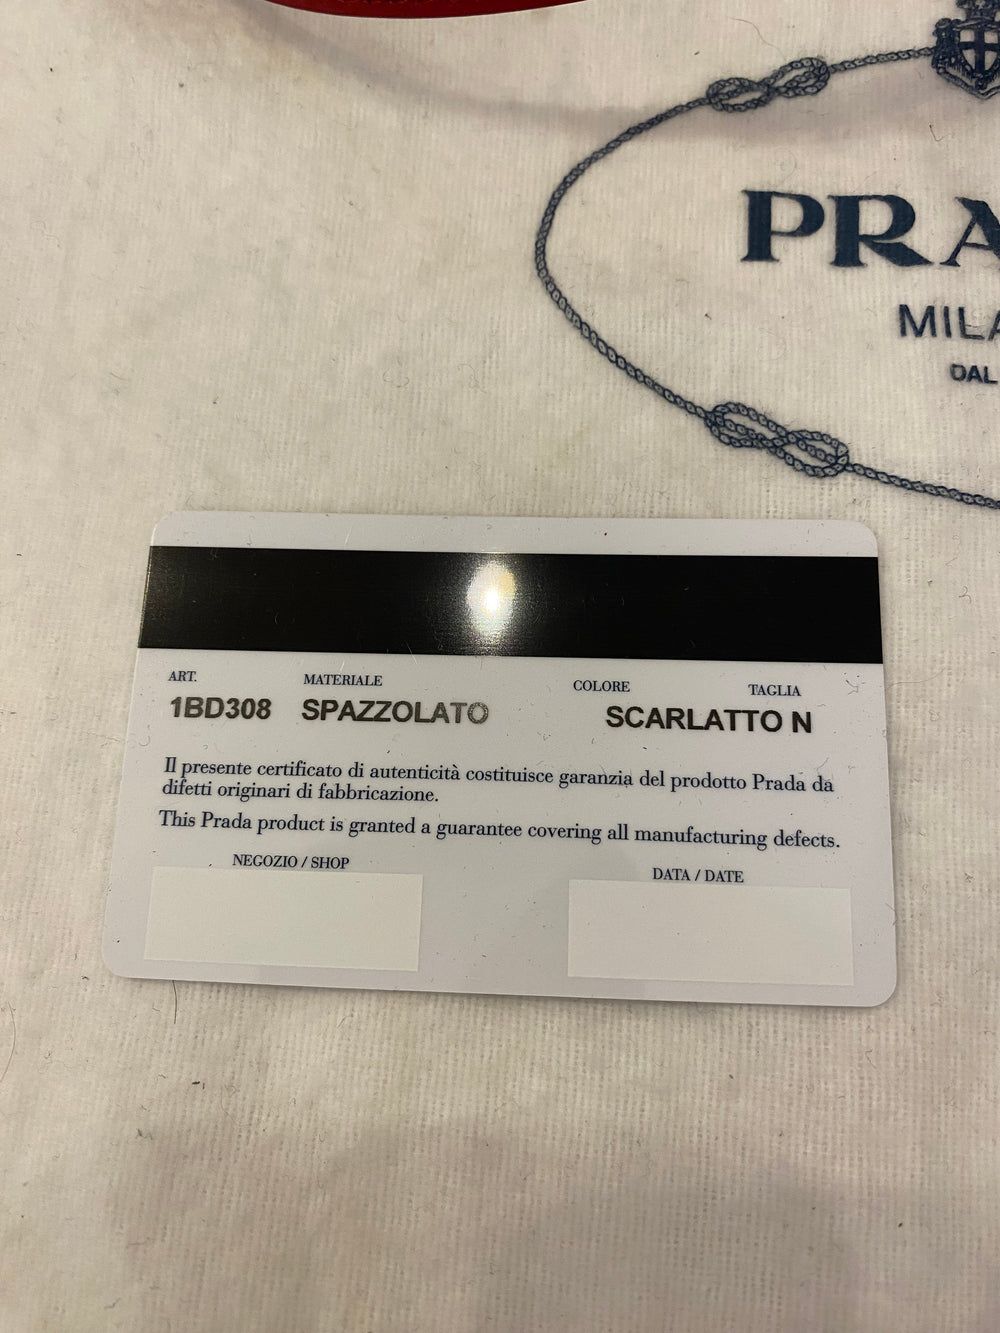 PRA
MILA
DAL
ART. MATERIALE COLORE TAGLIA
1BD308 SPAZZOLATO SCARLATTO N
Il presente certificato di autenticità costituisce garanzia del prodotto Prada da
difetti originari di fabbricazione.
This Prada product is granted a guarantee covering all manufacturing defects.
NEGOZIO / SHOP DATA / DATE